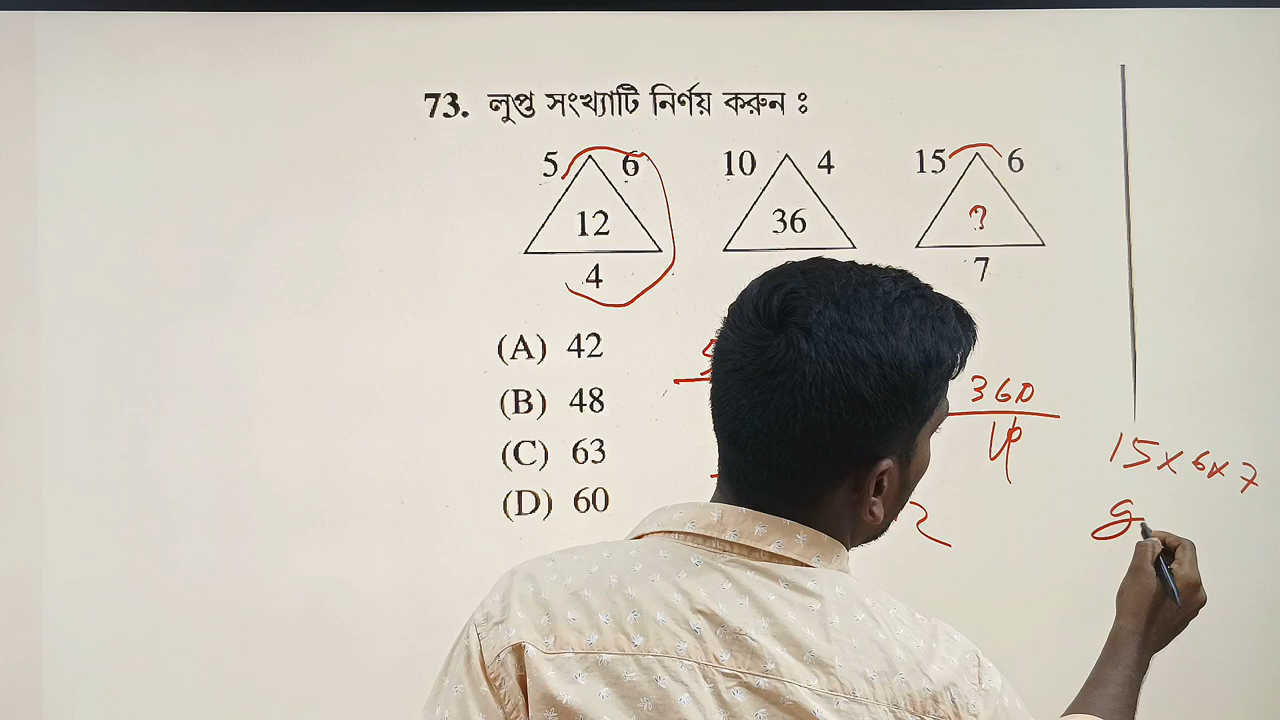 73. লুপ্ত সংখ্যাটি নির্ণয় করুন ঃ
5 6 10 4 15 6
12 36 ?
4 7
(A) 42
(B) 48
(C) 63
(D) 60
360
15 x 6 x 7